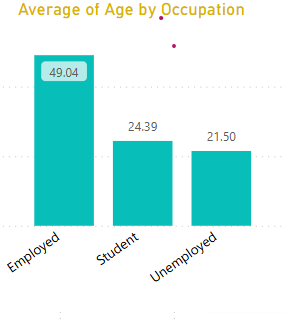 Average of Age by Occupation
49.04
24.39
21.50
Employed
Student
Unemployed